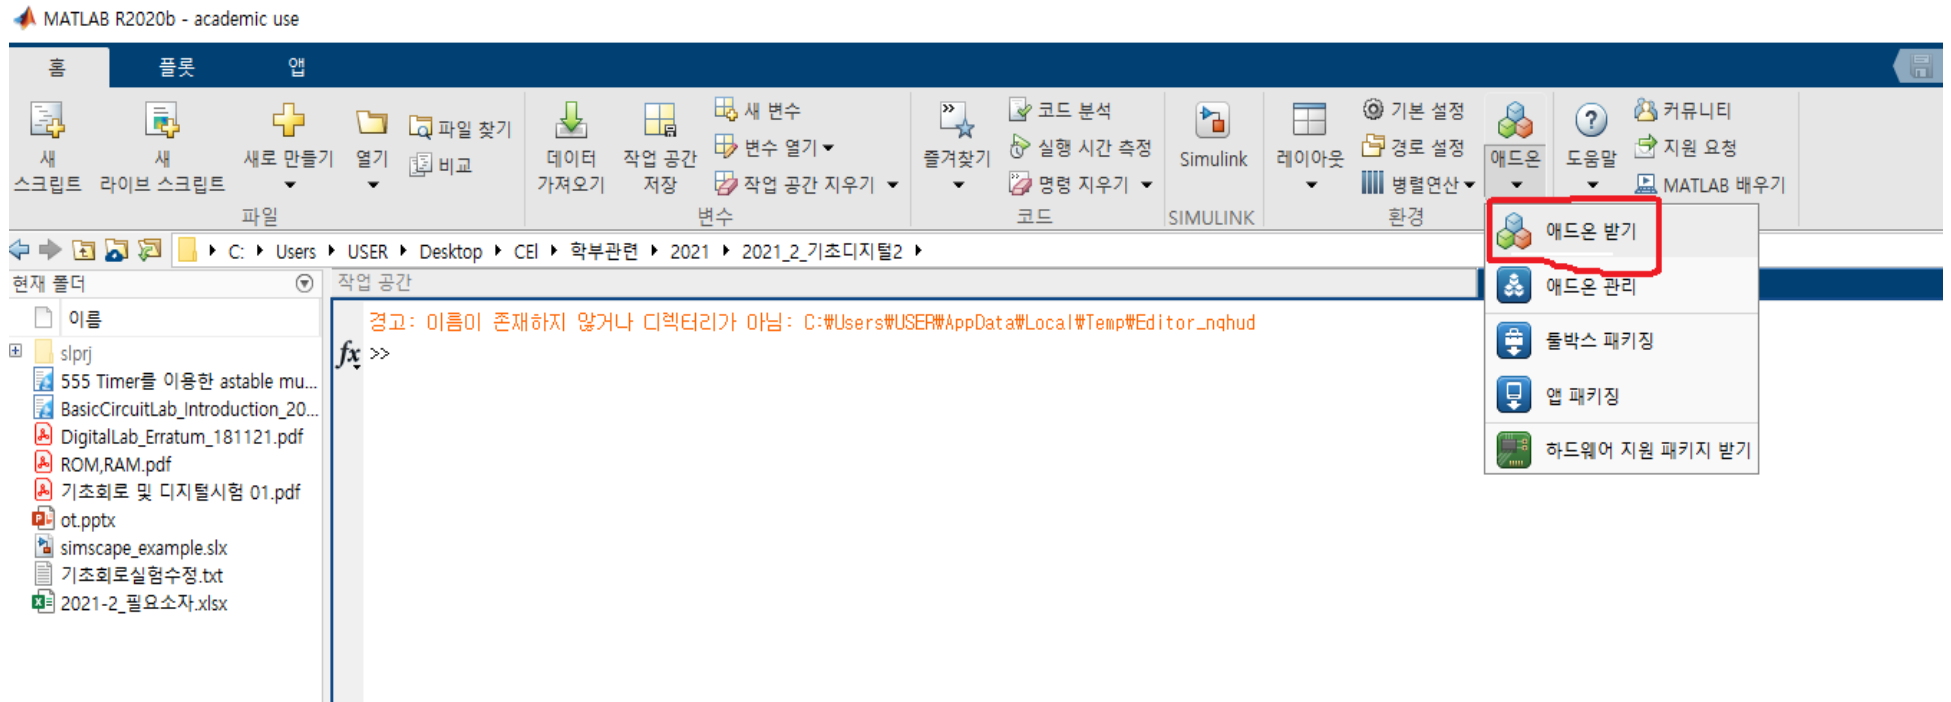 MATLAB R2020b - academic use
홈 플롯 앱
새 스크립트
새 라이브 스크립트
새로 만들기
열기
파일 찾기
비교
파일
데이터 가져오기
작업 공간 저장
새 변수
변수 열기
작업 공간 지우기
변수
즐겨찾기
코드 분석
실행 시간 측정
명령 지우기
코드
Simulink
SIMULINK
레이아웃
기본 설정
경로 설정
병렬연산
환경
애드온
도움말
커뮤니티
지원 요청
MATLAB 배우기
애드온 받기
애드온 관리
툴박스 패키징
앱 패키징
하드웨어 지원 패키지 받기
C: Users USER Desktop CEI 학부관련 2021 2021_2_기초디지털2
현재 폴더
이름
slprj
555 Timer를 이용한 astable mu...
BasicCircuitLab_Introduction_20...
DigitalLab_Erratum_181121.pdf
ROM,RAM.pdf
기초회로 및 디지털시험 01.pdf
ot.pptx
simscape_example.slx
기초회로실험수정.txt
2021-2_필요소자.xlsx
작업 공간
경고: 이름이 존재하지 않거나 디렉터리가 아님: C:₩Users₩USER₩AppData₩Local₩Temp₩Editor_nqhud
fx >>